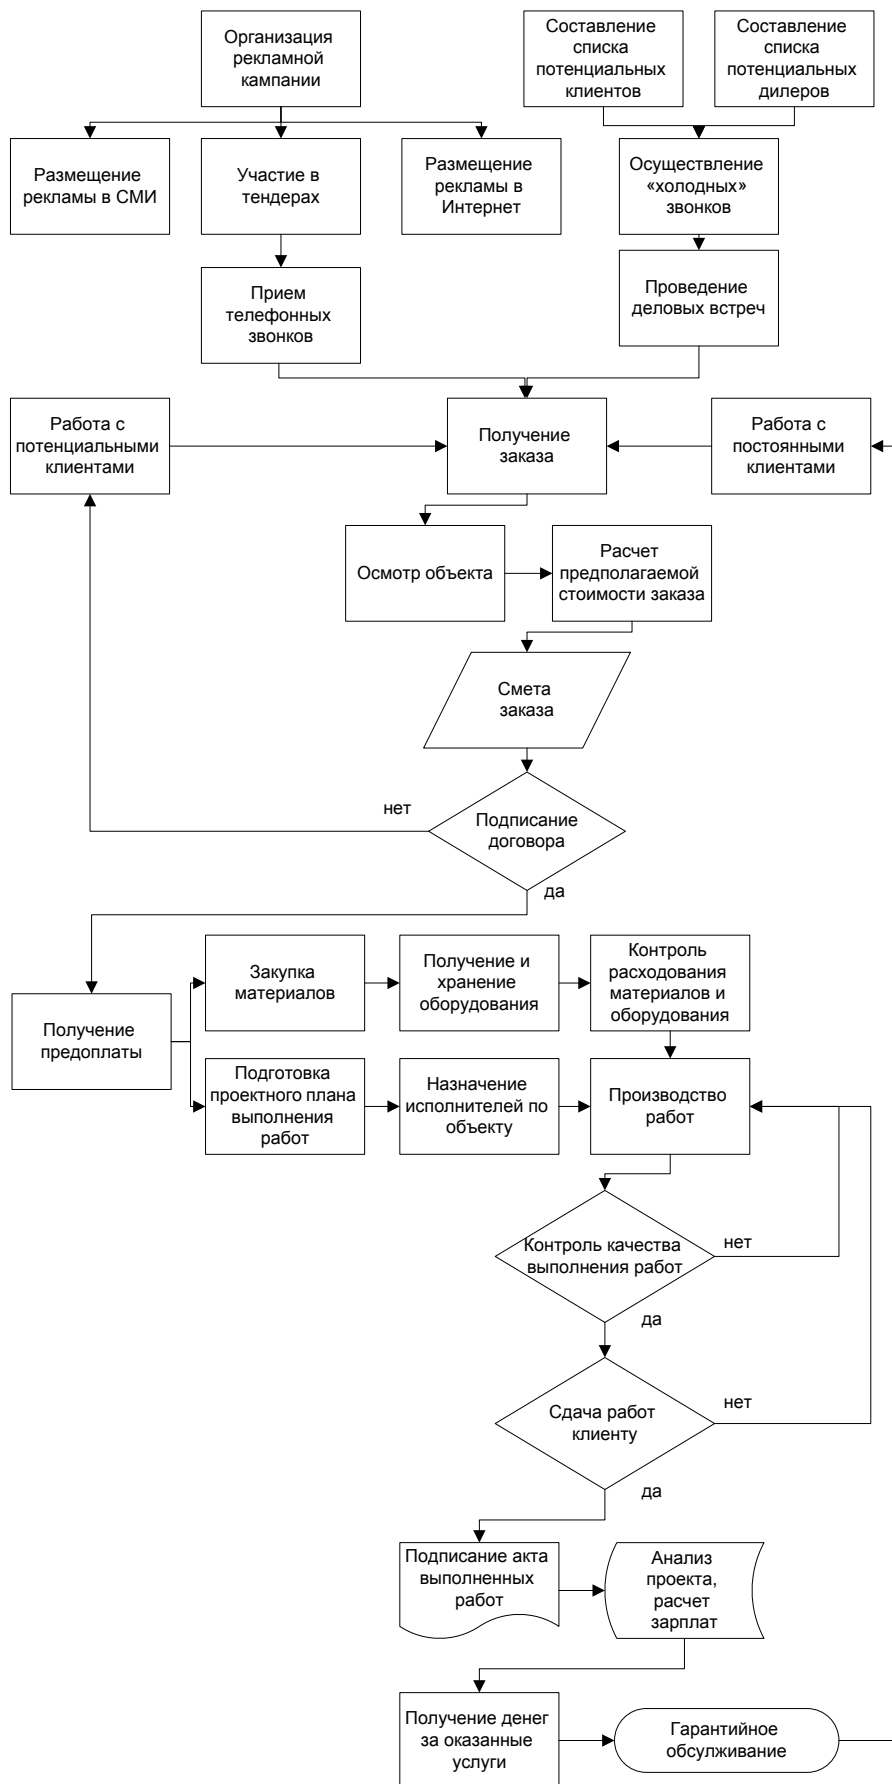 Организация
рекламной
кампании
Составление
списка
потенциальных
клиентов
Составление
списка
потенциальных
дилеров
Размещение
рекламы в СМИ
Участие в
тендерах
Размещение
рекламы в
Интернет
Осуществление
«холодных»
звонков
Прием
телефонных
звонков
Проведение
деловых встреч
Работа с
потенциальными
клиентами
Получение
заказа
Работа с
постоянными
клиентами
Осмотр объекта
Расчет
предполагаемой
стоимости заказа
Смета
заказа
нет
Подписание
договора
да
Закупка
материалов
Получение и
хранение
оборудования
Контроль
расходования
материалов и
оборудования
Получение
предоплаты
Подготовка
проектного плана
выполнения
работ
Назначение
исполнителей по
объекту
Производство
работ
Контроль качества
выполнения работ
нет
да
Сдача работ
клиенту
нет
да
Подписание акта
выполненных
работ
Анализ
проекта,
расчет
зарплат
Получение денег
за оказанные
услуги
Гарантийное
обсулживание